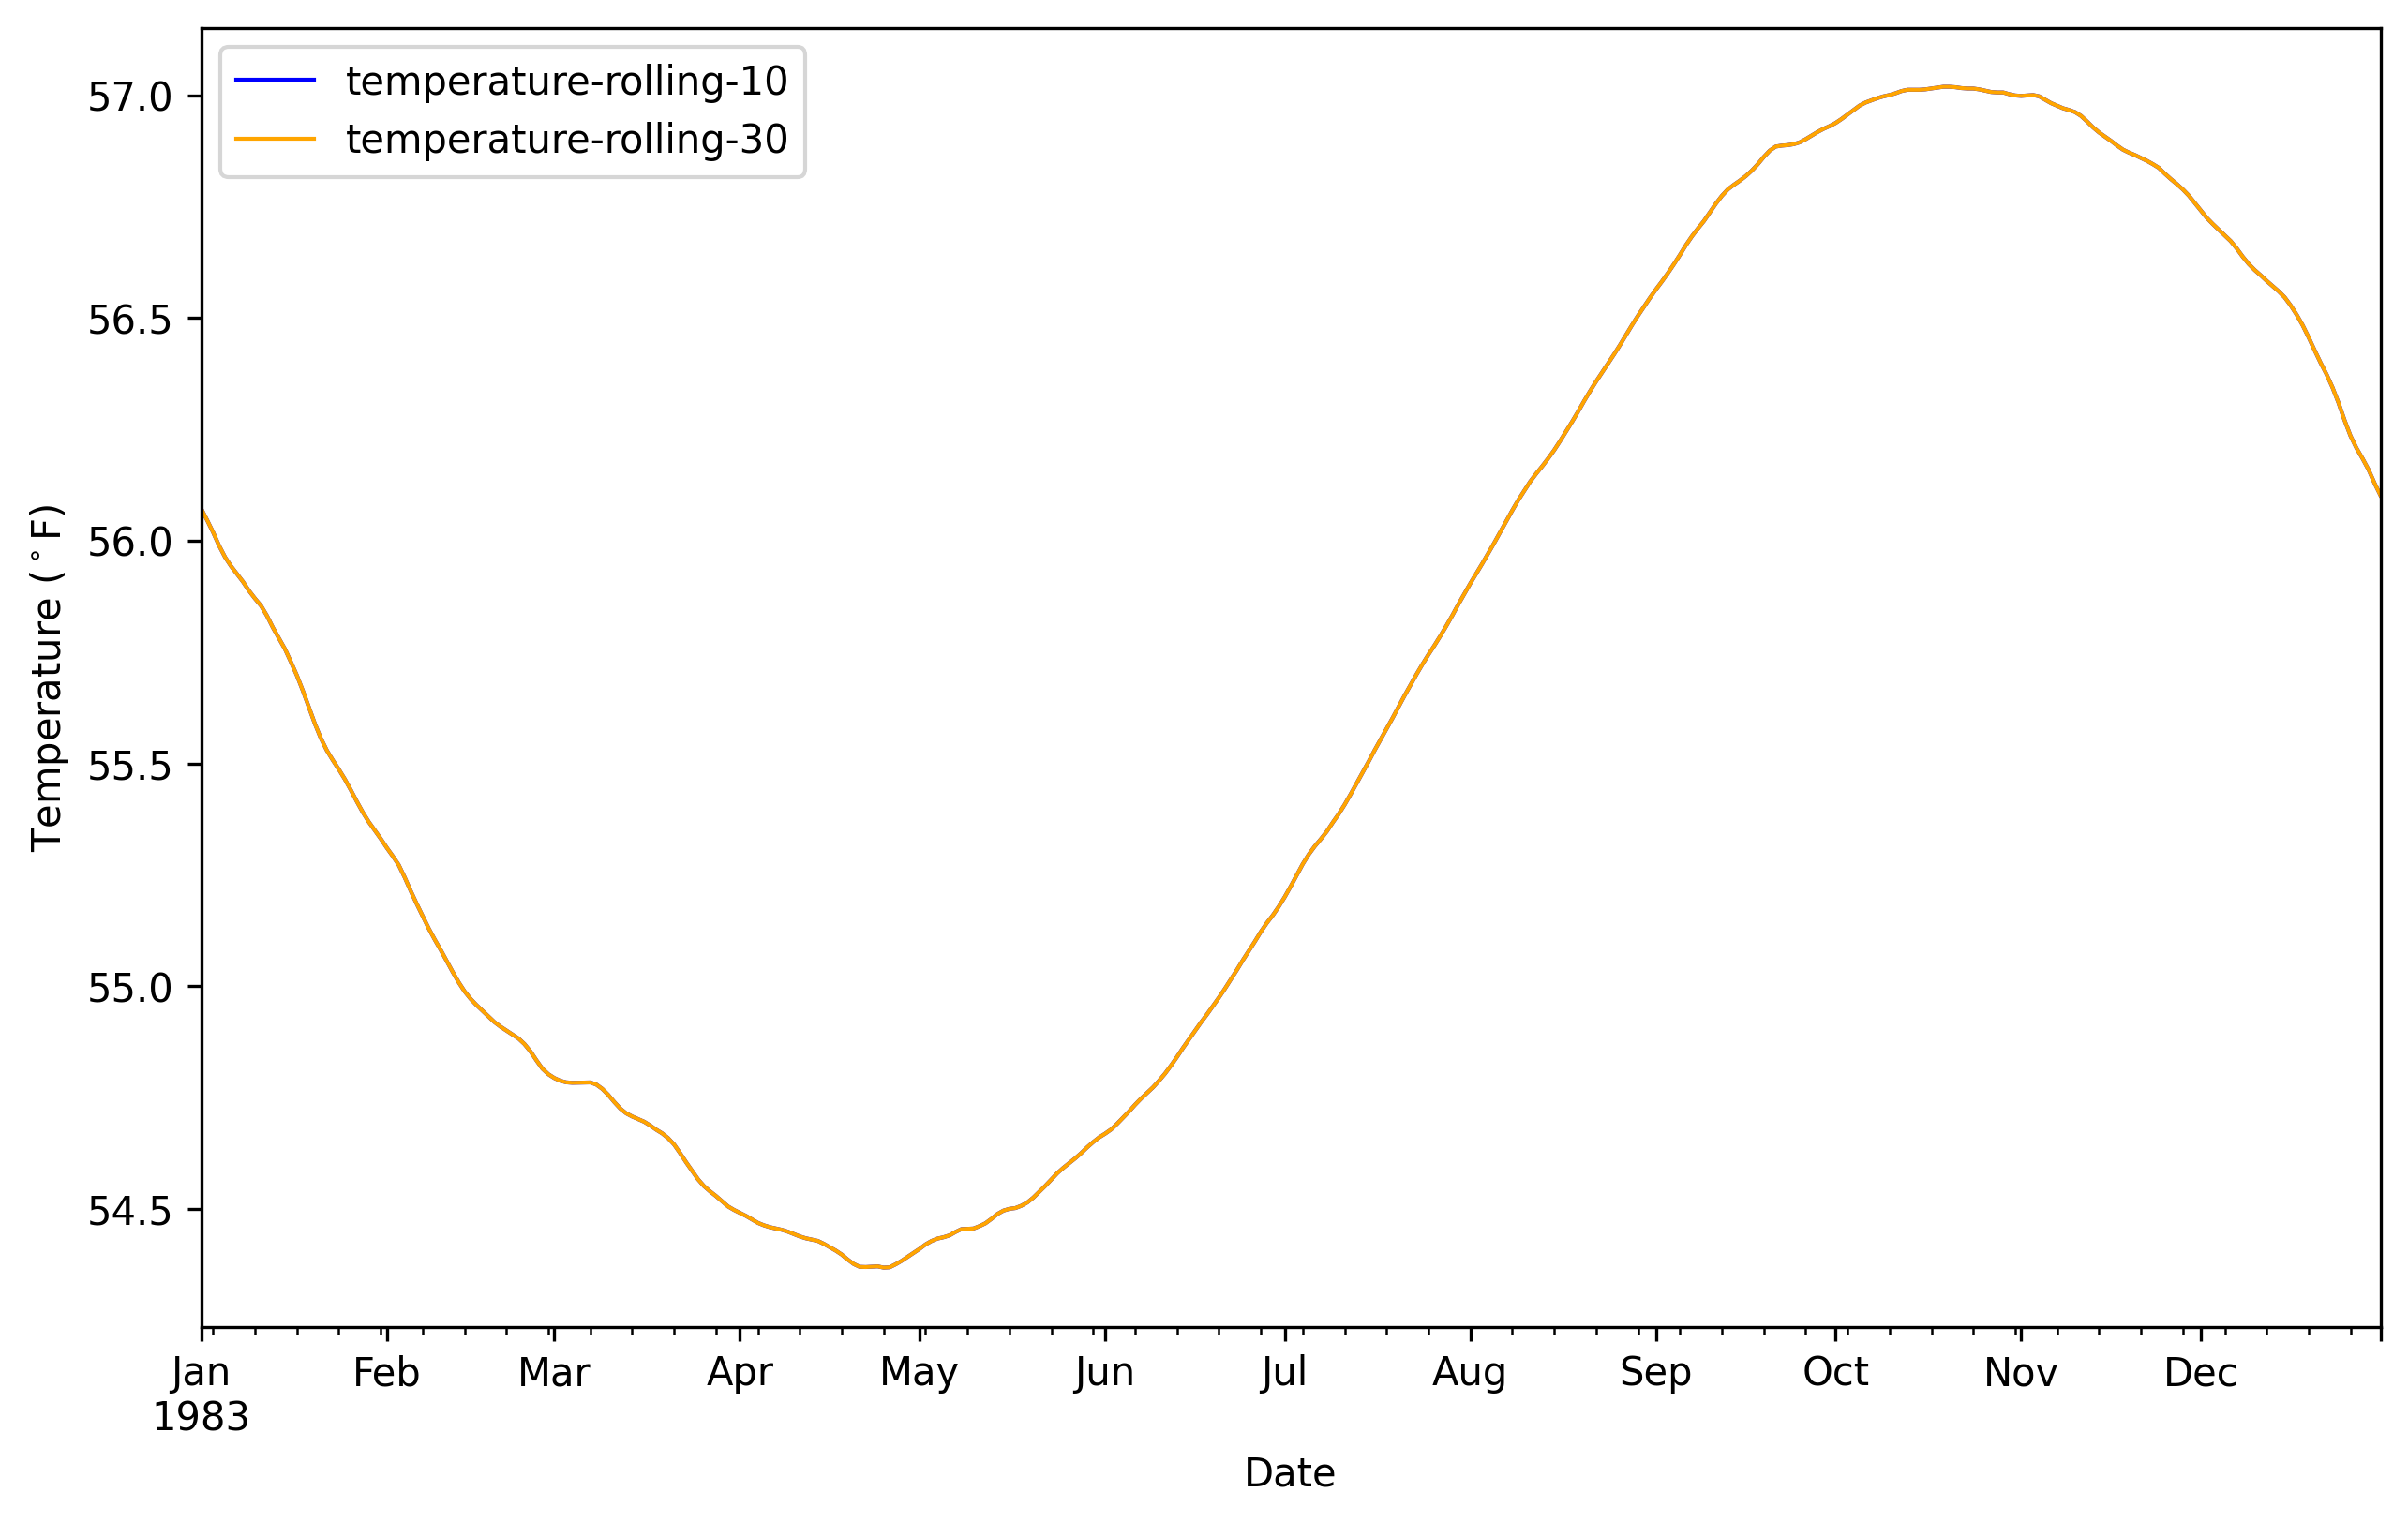 temperature-rolling-10
temperature-rolling-30
57.0
56.5
56.0
55.5
55.0
54.5
Temperature (°F)
Jan Feb Mar Apr May Jun Jul Aug Sep Oct Nov Dec
1983
Date